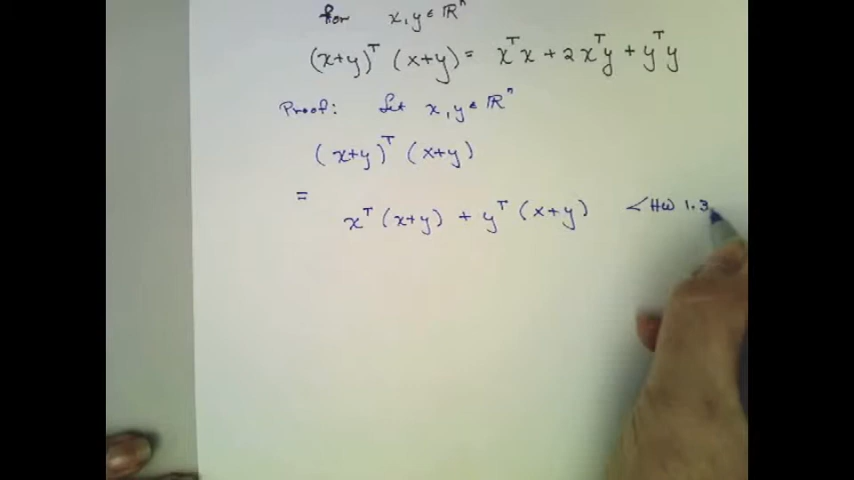 For x, y ∈ ℝⁿ
(x+y)ᵀ (x+y) = xᵀx + 2xᵀy + yᵀy
Proof: Let x, y ∈ ℝⁿ
(x+y)ᵀ (x+y)
=
xᵀ (x+y) + yᵀ (x+y) < HW 1.3